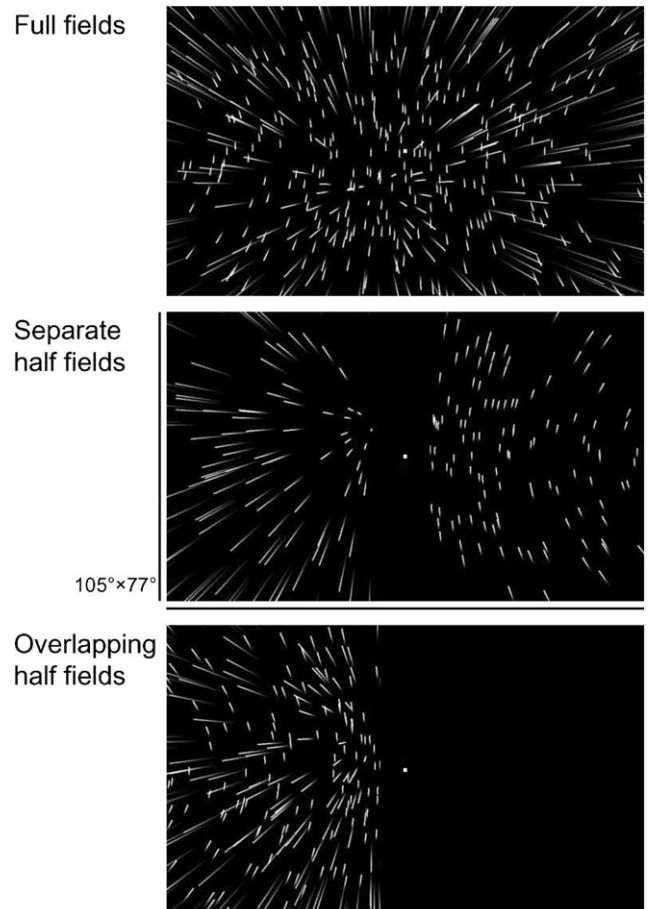 Full fields
Separate
half fields
105°×77°
Overlapping
half fields